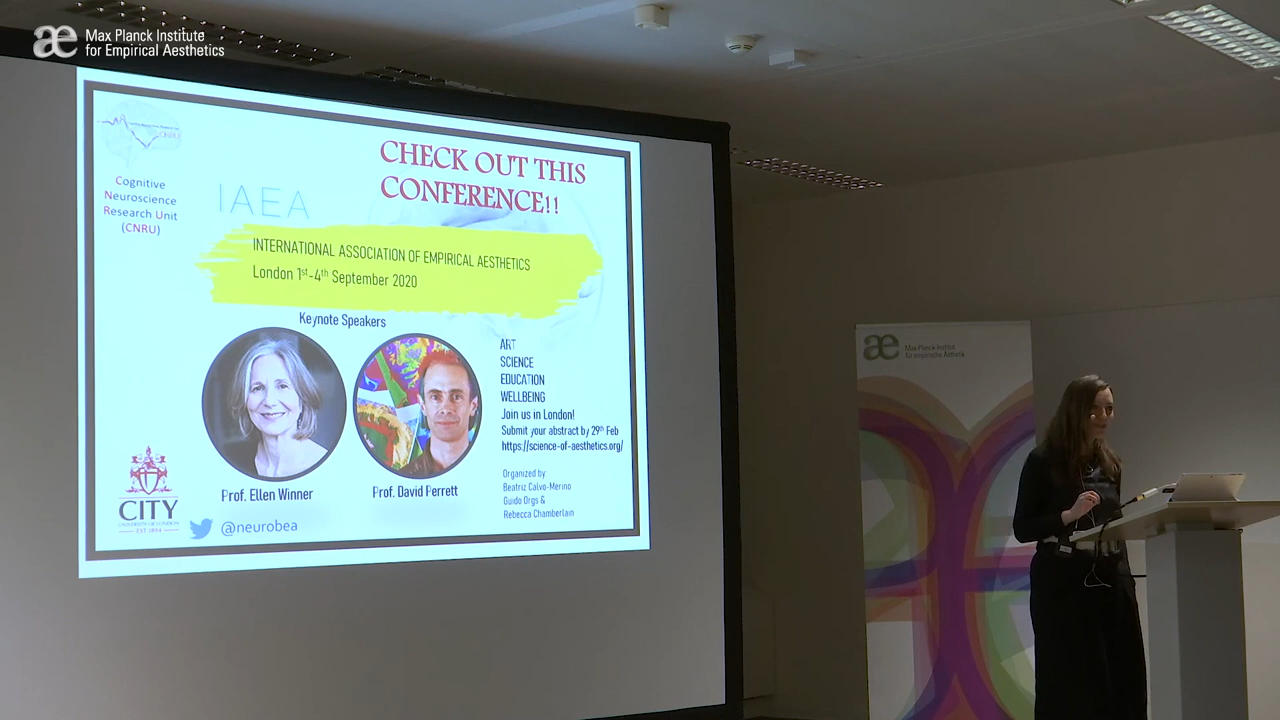 æ Max Planck Institute
for Empirical Aesthetics
CNRU
Cognitive
Neuroscience
Research Unit
(CNRU)
IAEA
CHECK OUT THIS
CONFERENCE!!
INTERNATIONAL ASSOCIATION OF EMPIRICAL AESTHETICS
London 1st-4th September 2020
Keynote Speakers
Prof. Ellen Winner
Prof. David Perrett
ART
SCIENCE
EDUCATION
WELLBEING
Join us in London!
Submit your abstract by 29th Feb
https://science-of-aesthetics.org/
Organized by:
Beatriz Calvo-Merino
Guido Orgs &
Rebecca Chamberlain
CITY
UNIVERSITY OF LONDON
EST 1894
@neurobea
æ Max Planck Institut
für empirische Ästhetik